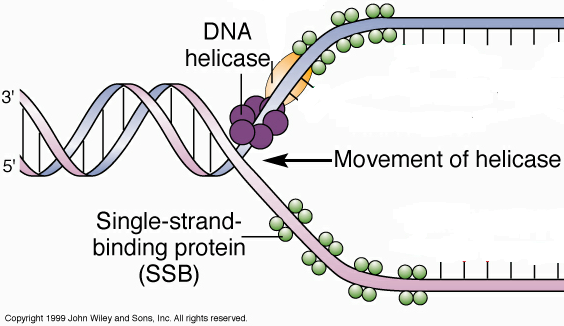 DNA
helicase
3'
5'
Movement of helicase
Single-strand-
binding protein
(SSB)
Copyright 1999 John Wiley and Sons, Inc. All rights reserved.